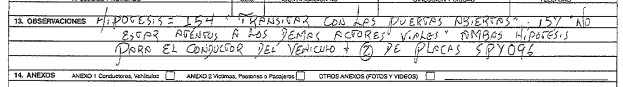 13. OBSERVACIONES HIPOTESIS = 154 "TRANSITAR CON LAS PUERTAS ABIERTAS". 157 NO
ESTAR ATENTOS A LOS DEMAS ACTORES VIALES" AMBAS HIPOTESIS
PARA EL CONDUCTOR DEL VEHICULO # 2 DE PLACAS SPY096
14. ANEXOS ANEXO 1 Conductores, Vehículos ANEXO 2 Víctimas, Peatones o Pasajeros OTROS ANEXOS (FOTOS Y VIDEOS)